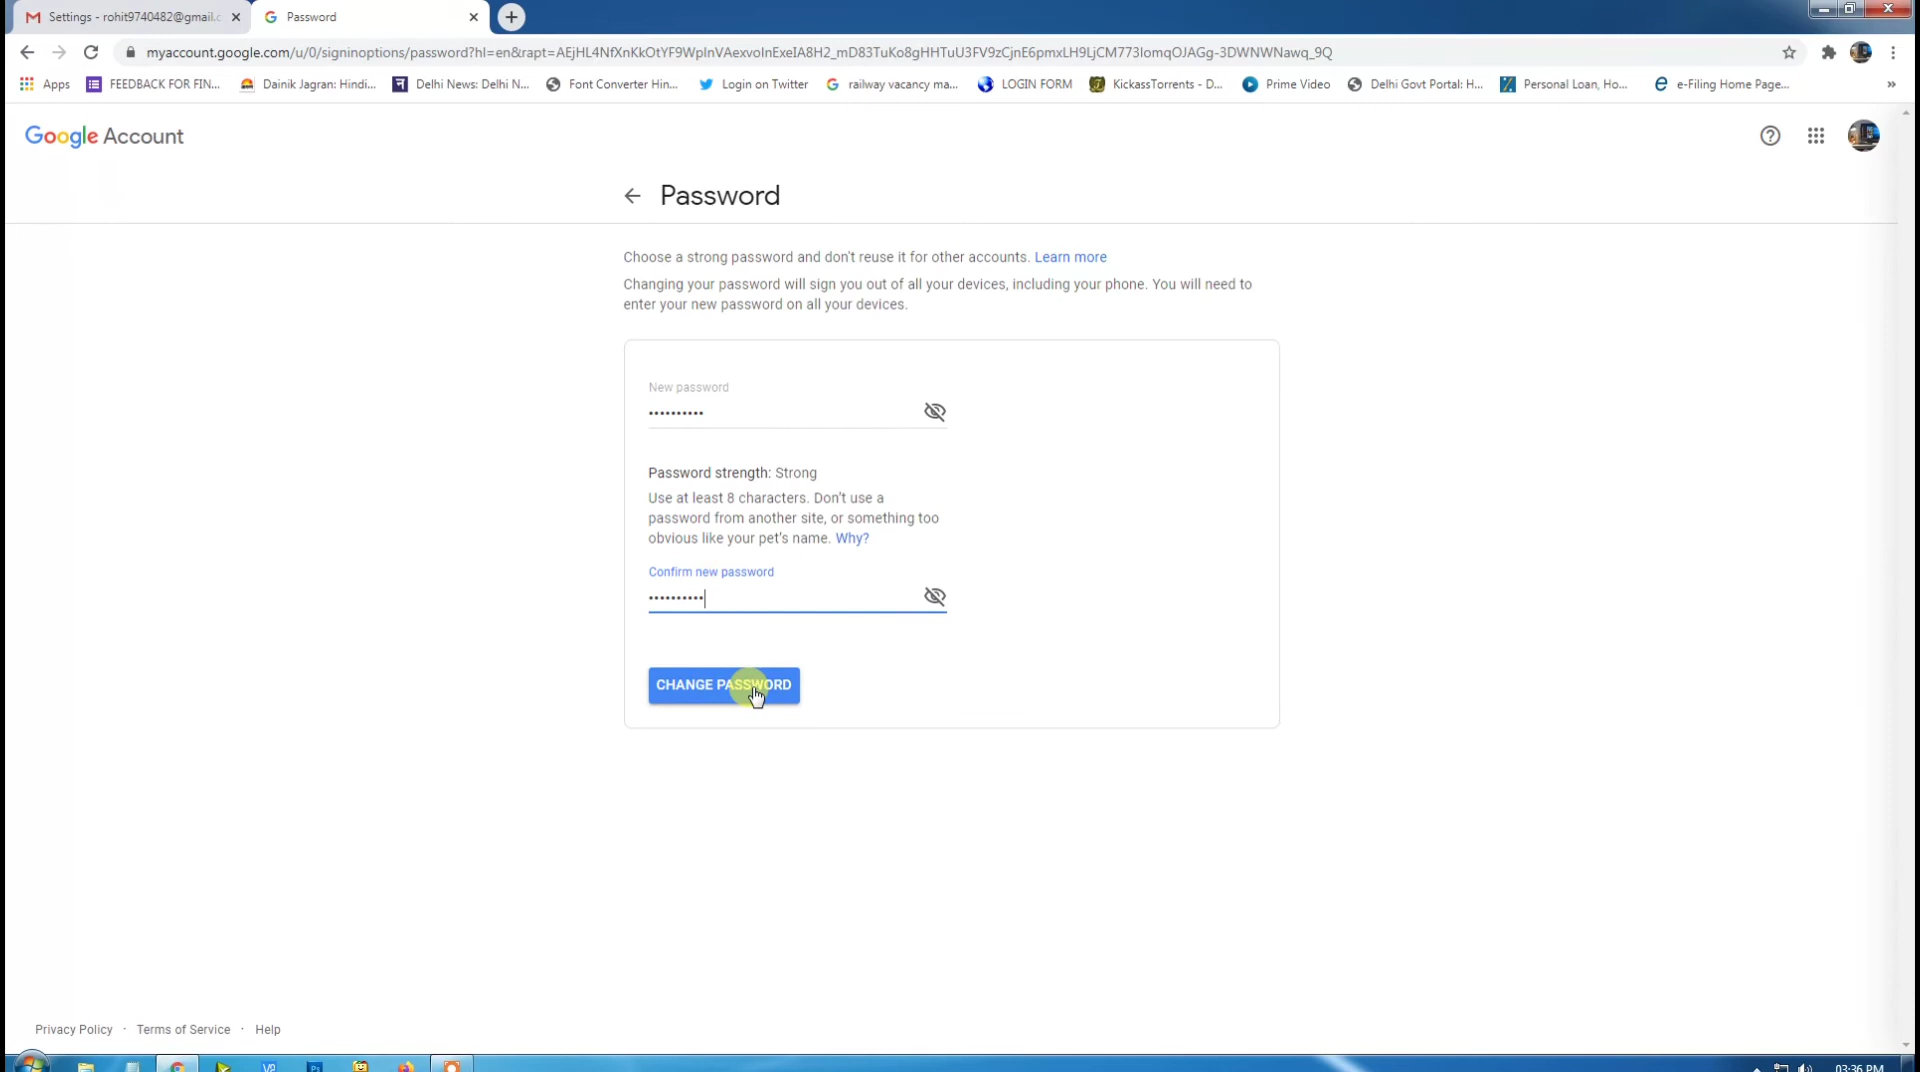 Settings - rohit9740482@gmail.c
Password
myaccount.google.com/u/0/signinoptions/password?hl=en&rapt=AEjHL4NfXnKkOtYF9WpInVAexvoInExeIA8H2_mD83TuKo8gHHTuU3FV9zCjnE6pmxLH9LjCM773IomqOJAGg-3DWNWNawq_9Q
Apps
FEEDBACK FOR FIN...
Dainik Jagran: Hindi...
Delhi News: Delhi N...
Font Converter Hin...
Login on Twitter
railway vacancy ma...
LOGIN FORM
KickassTorrents - D...
Prime Video
Delhi Govt Portal: H...
Personal Loan, Ho...
e-Filing Home Page...
Google Account
Password
Choose a strong password and don't reuse it for other accounts. Learn more
Changing your password will sign you out of all your devices, including your phone. You will need to
enter your new password on all your devices.
New password
••••••••••
Password strength: Strong
Use at least 8 characters. Don't use a
password from another site, or something too
obvious like your pet's name. Why?
Confirm new password
••••••••••
CHANGE PASSWORD
Privacy Policy · Terms of Service · Help
03:36 PM